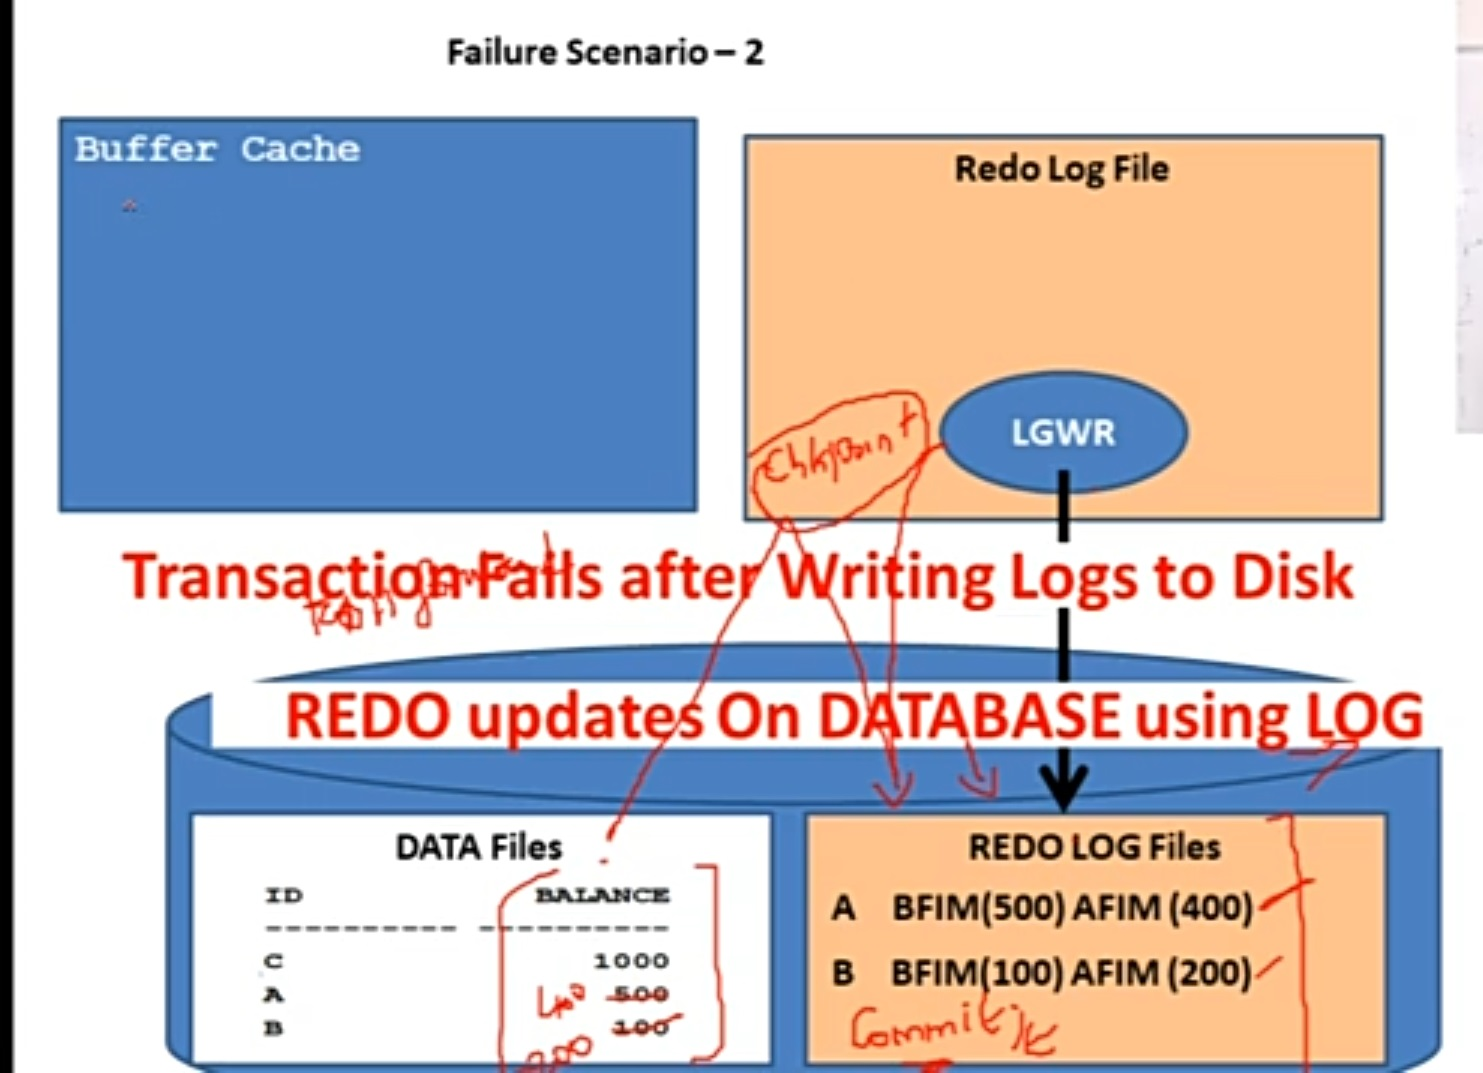 Failure Scenario – 2
Buffer Cache
Redo Log File
LGWR
Chkpoint
Transaction Fails after Writing Logs to Disk
REDO updates On DATABASE using LOG
DATA Files
ID BALANCE
---------- ----------
C 1000
A 400 500
B 200 100
REDO LOG Files
A BFIM(500) AFIM (400)
B BFIM(100) AFIM (200)
Commit;